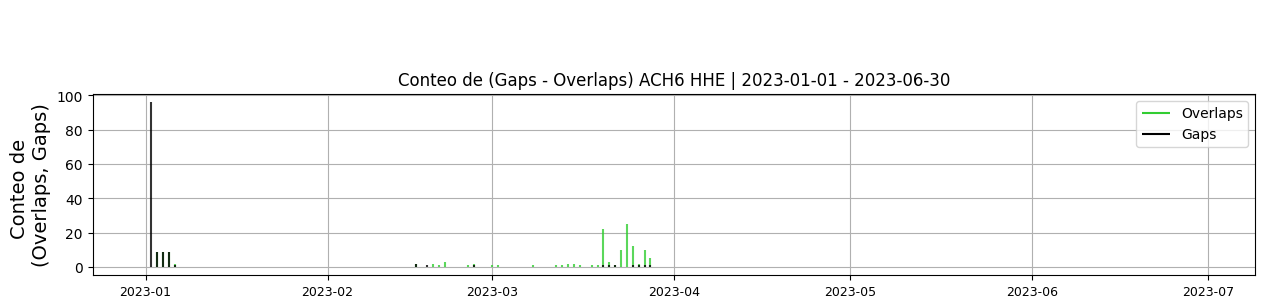 Conteo de (Gaps - Overlaps) ACH6 HHE | 2023-01-01 - 2023-06-30
Conteo de
(Overlaps, Gaps)
100
80
60
40
20
0
Overlaps
Gaps
2023-01
2023-02
2023-03
2023-04
2023-05
2023-06
2023-07